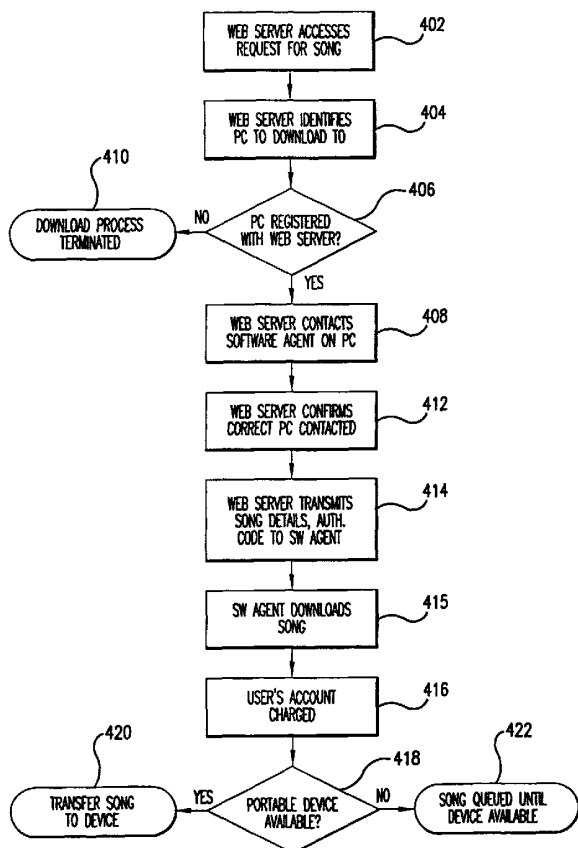 WEB SERVER ACCESSES
REQUEST FOR SONG
402
WEB SERVER IDENTIFIES
PC TO DOWNLOAD TO
404
410
406
DOWNLOAD PROCESS
TERMINATED
NO
PC REGISTERED
WITH WEB SERVER?
YES
WEB SERVER CONTACTS
SOFTWARE AGENT ON PC
408
WEB SERVER CONFIRMS
CORRECT PC CONTACTED
412
WEB SERVER TRANSMITS
SONG DETAILS, AUTH.
CODE TO SW AGENT
414
SW AGENT DOWNLOADS
SONG
415
USER'S ACCOUNT
CHARGED
416
420
418
422
TRANSFER SONG
TO DEVICE
YES
PORTABLE DEVICE
AVAILABLE?
NO
SONG QUEUED UNTIL
DEVICE AVAILABLE